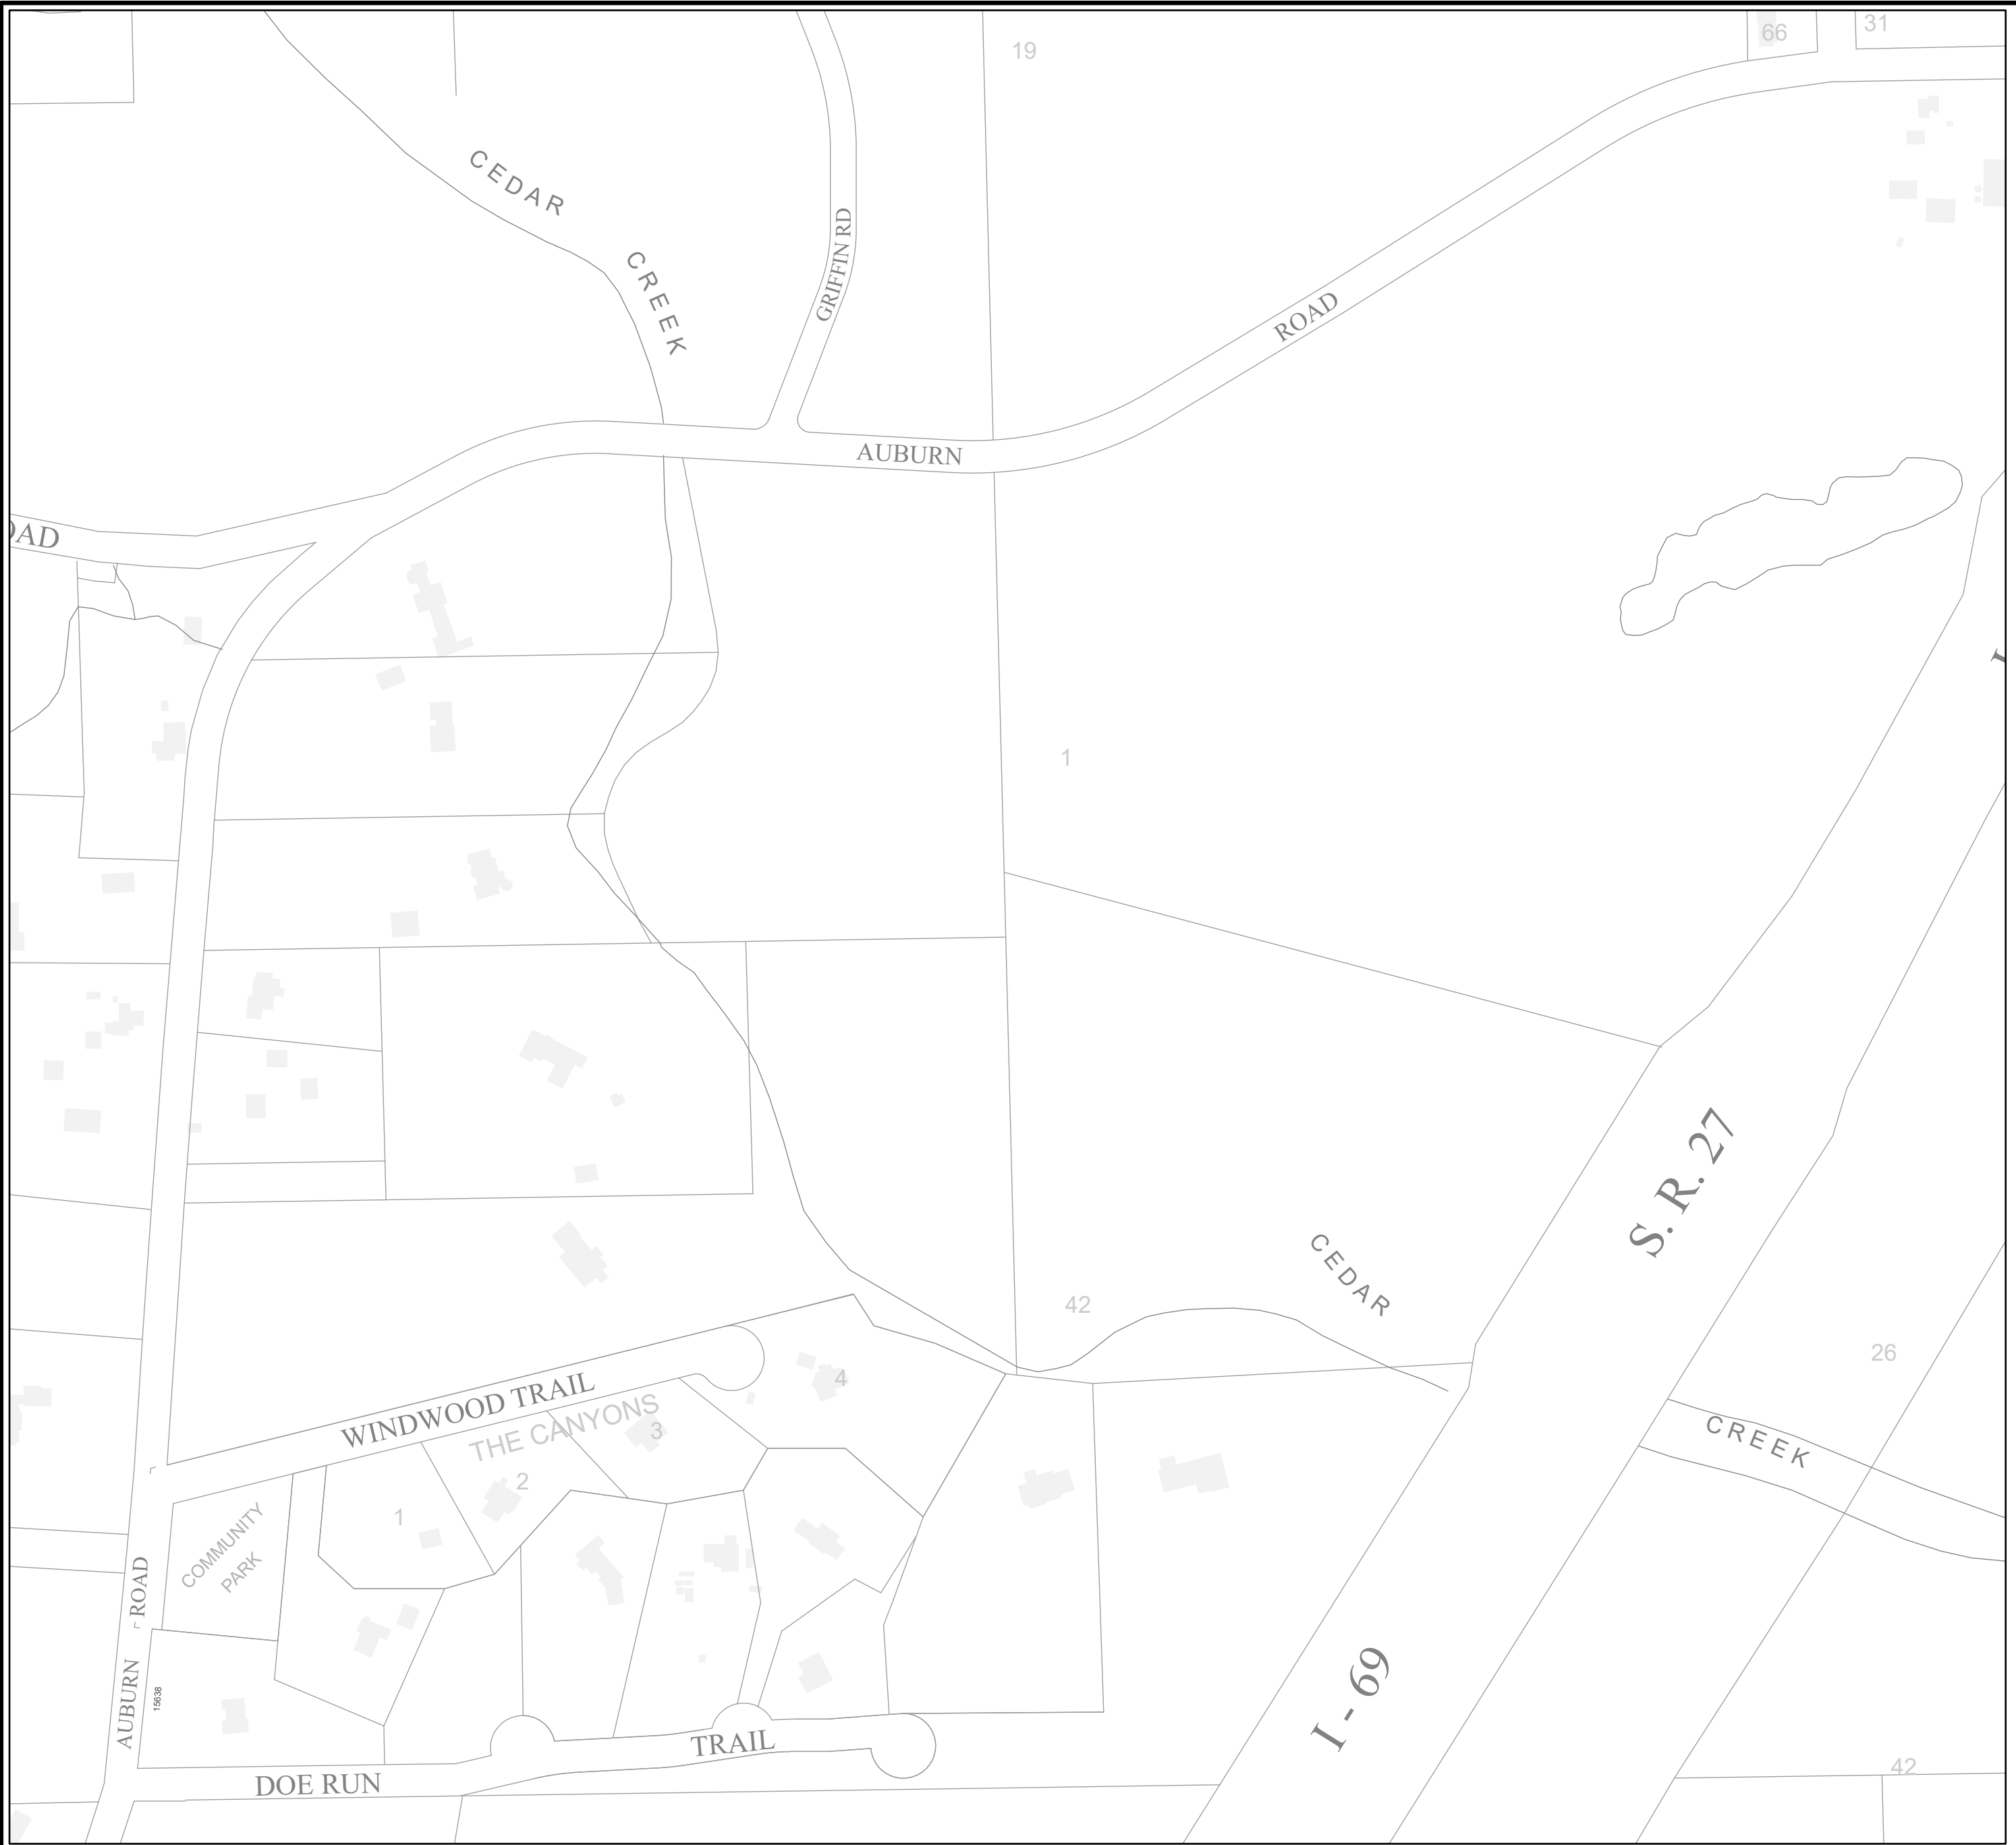 19
66
31
CEDAR
CREEK
GRIFFIN RD
ROAD
AUBURN
OAD
1
S. R. 27
CEDAR
42
26
WINDWOOD TRAIL
THE CANYONS
4
3
2
1
CREEK
COMMUNITY
PARK
AUBURN ROAD
15638
I - 69
TRAIL
DOE RUN
42